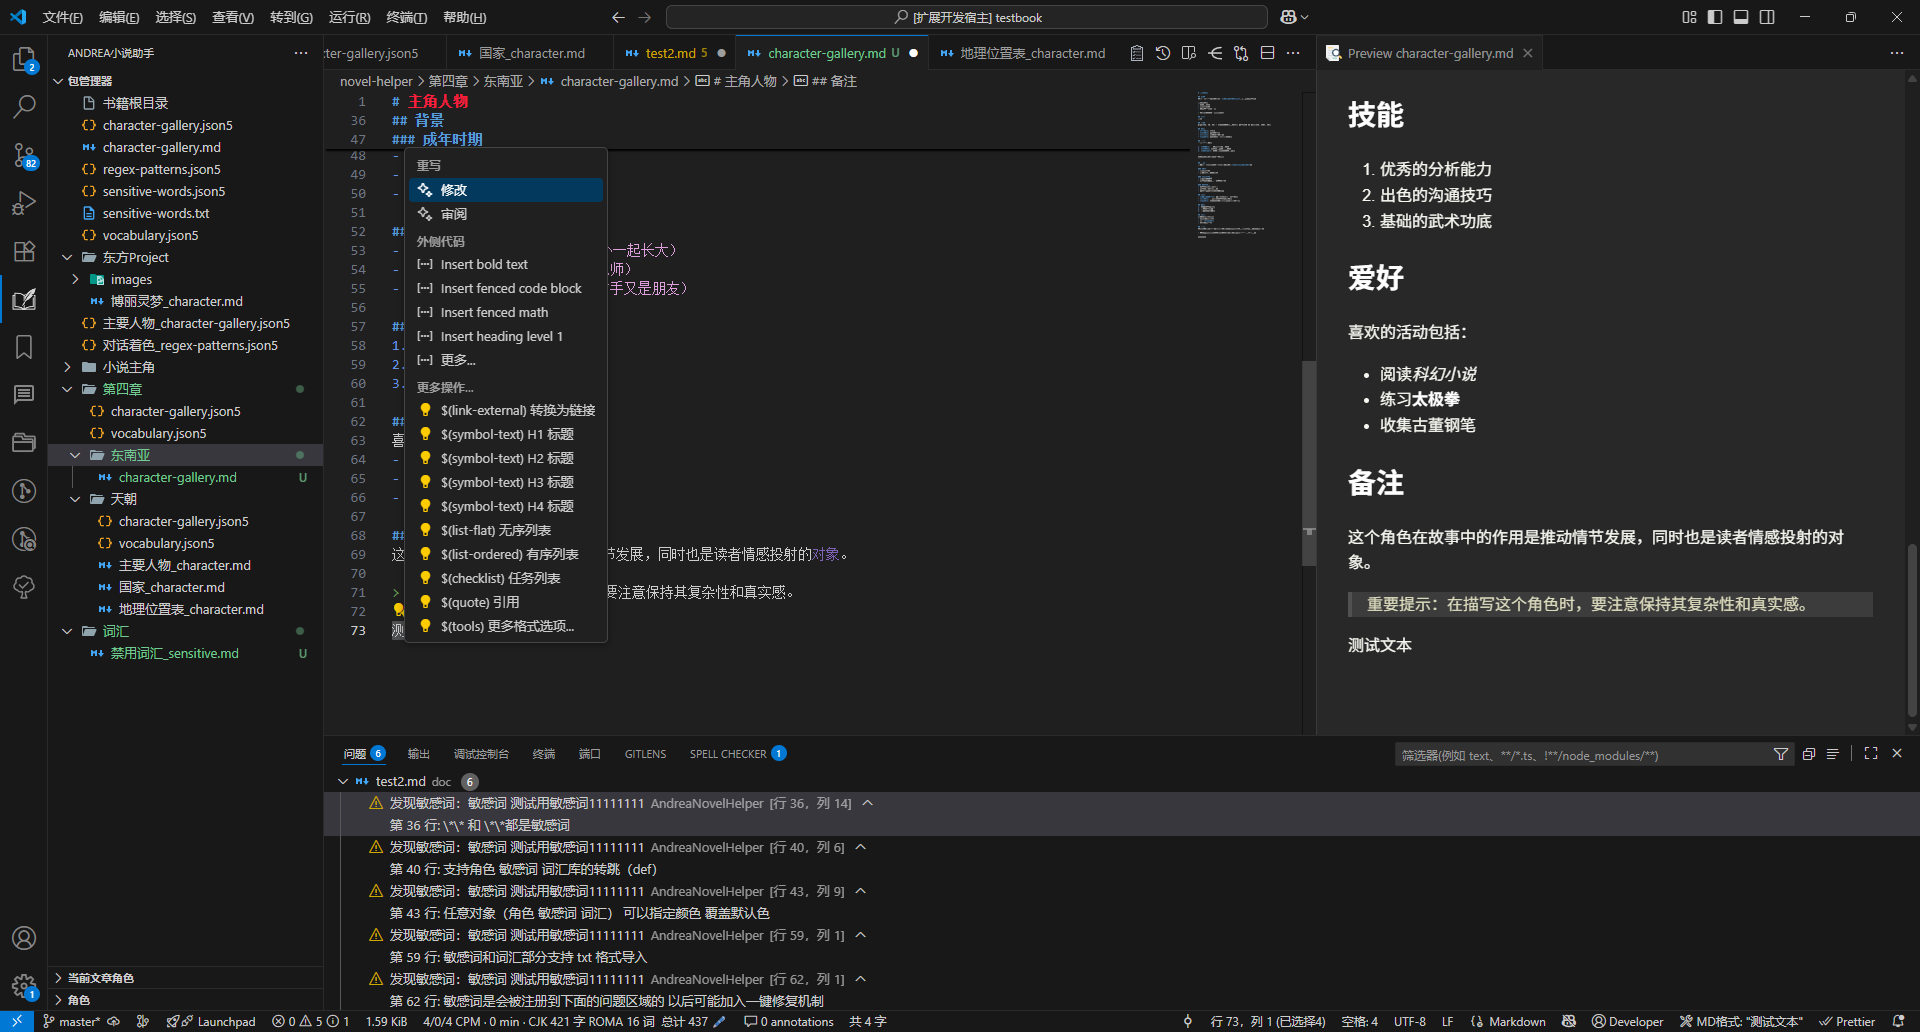 文件(F) 编辑(E) 选择(S) 查看(V) 转到(G) 运行(R) 终端(T) 帮助(H)
[扩展开发宿主] testbook
ANDREA小说助手
包管理器
书籍根目录
character-gallery.json5
character-gallery.md
regex-patterns.json5
sensitive-words.json5
sensitive-words.txt
vocabulary.json5
东方Project
images
博丽灵梦_character.md
主要人物_character-gallery.json5
对话着色_regex-patterns.json5
小说主角
第四章
character-gallery.json5
vocabulary.json5
东南亚
character-gallery.md U
天朝
character-gallery.json5
vocabulary.json5
主要人物_character.md
国家_character.md
地理位置表_character.md
词汇
禁用词汇_sensitive.md U
当前文章角色
角色
2
82
1
ter-gallery.json5
国家_character.md
test2.md 5
character-gallery.md U
地理位置表_character.md
novel-helper > 第四章 > 东南亚 > character-gallery.md > # 主角人物 > ## 备注
1 # 主角人物
36 ## 背景
47 ### 成年时期
48 -
49 -
50 -
51
52 ##
53 - 一起长大）
54 - 师）
55 - 手又是朋友）
56
57 ##
58 1.
59 2.
60 3.
61
62 ##
63 喜
64 -
65 -
66 -
67
68 ##
69 这 节发展，同时也是读者情感投射的对象。
70
71 > 要注意保持其复杂性和真实感。
72
73 测
重写
修改
审阅
外侧代码
Insert bold text
Insert fenced code block
Insert fenced math
Insert heading level 1
更多...
更多操作...
$(link-external) 转换为链接
$(symbol-text) H1 标题
$(symbol-text) H2 标题
$(symbol-text) H3 标题
$(symbol-text) H4 标题
$(list-flat) 无序列表
$(list-ordered) 有序列表
$(checklist) 任务列表
$(quote) 引用
$(tools) 更多格式选项...
Preview character-gallery.md
技能
1. 优秀的分析能力
2. 出色的沟通技巧
3. 基础的武术功底
爱好
喜欢的活动包括：
• 阅读科幻小说
• 练习太极拳
• 收集古董钢笔
备注
这个角色在故事中的作用是推动情节发展，同时也是读者情感投射的对
象。
重要提示：在描写这个角色时，要注意保持其复杂性和真实感。
测试文本
问题 6 输出 调试控制台 终端 端口 GITLENS SPELL CHECKER 1
筛选器(例如 text、**/*.ts、!**/node_modules/**)
test2.md doc 6
发现敏感词：敏感词 测试用敏感词11111111 AndreaNovelHelper [行 36，列 14]
第 36 行: \*\* 和 \*\*都是敏感词
发现敏感词：敏感词 测试用敏感词11111111 AndreaNovelHelper [行 40，列 6]
第 40 行: 支持角色 敏感词 词汇库的转跳（def）
发现敏感词：敏感词 测试用敏感词11111111 AndreaNovelHelper [行 43，列 9]
第 43 行: 任意对象（角色 敏感词 词汇） 可以指定颜色 覆盖默认色
发现敏感词：敏感词 测试用敏感词11111111 AndreaNovelHelper [行 59，列 1]
第 59 行: 敏感词和词汇部分支持 txt 格式导入
发现敏感词：敏感词 测试用敏感词11111111 AndreaNovelHelper [行 62，列 1]
第 62 行: 敏感词是会被注册到下面的问题区域的 以后可能加入一键修复机制
master* Launchpad 0 5 1 1.59 KiB 4/0/4 CPM · 0 min · CJK 421 字 ROMA 16 词 总计 437 0 annotations 共 4 字 行 73，列 1 (已选择4) 空格: 4 UTF-8 LF Markdown Developer MD格式: "测试文本" Prettier